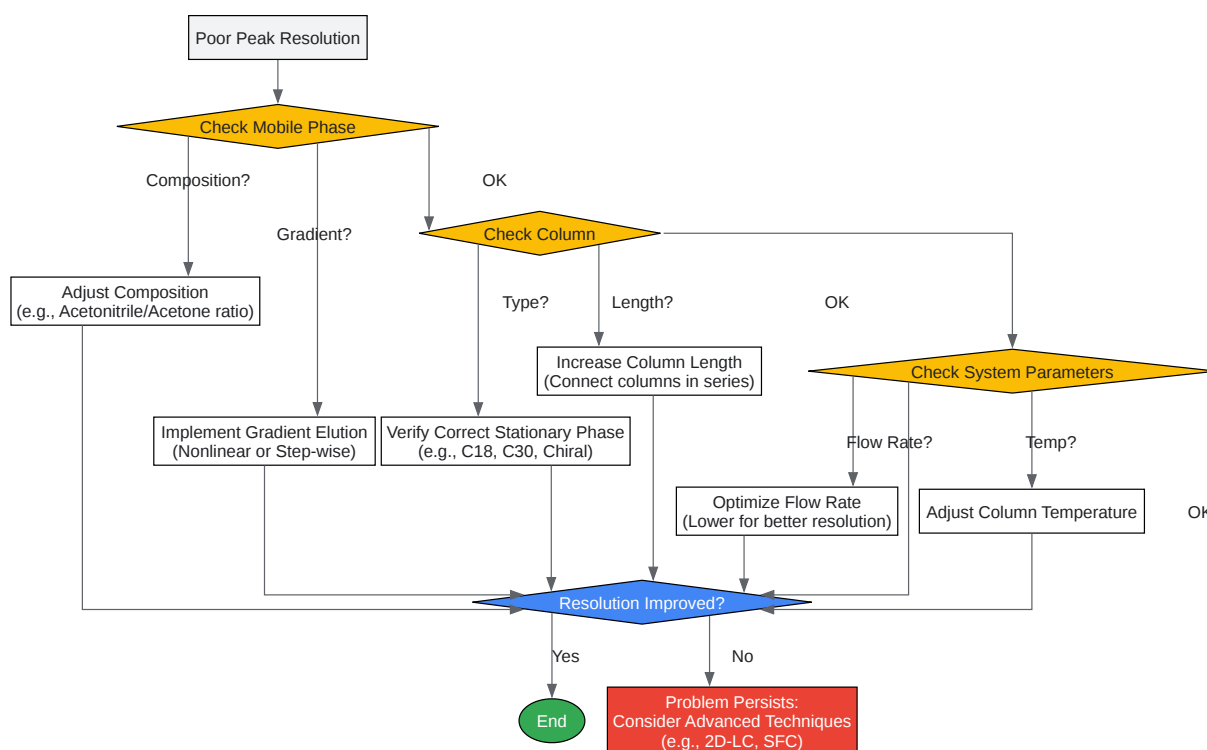 Poor Peak Resolution
Check Mobile Phase
Composition?
OK
Gradient?
Check Column
Adjust Composition
(e.g., Acetonitrile/Acetone ratio)
Type?
Length?
OK
Increase Column Length
(Connect columns in series)
Check System Parameters
Implement Gradient Elution
(Nonlinear or Step-wise)
Verify Correct Stationary Phase
(e.g., C18, C30, Chiral)
Flow Rate?
Temp?
Optimize Flow Rate
(Lower for better resolution)
Adjust Column Temperature
OK
Resolution Improved?
Yes
No
End
Problem Persists:
Consider Advanced Techniques
(e.g., 2D-LC, SFC)